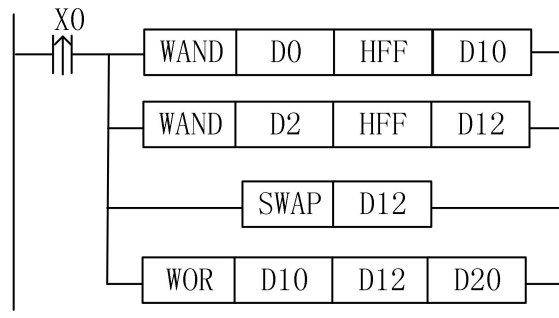 X0
WAND D0 HFF D10
WAND D2 HFF D12
SWAP D12
WOR D10 D12 D20